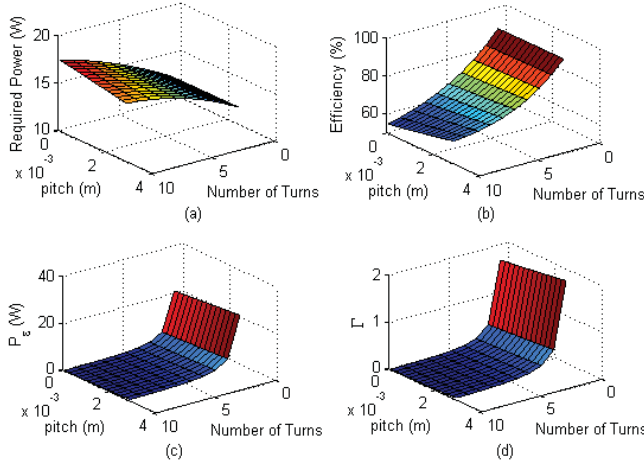 Required Power (W)
20
15
10
0
2
4
x 10⁻³
pitch (m)
10
5
0
Number of Turns
(a)
Efficiency (%)
100
80
60
0
2
4
x 10⁻³
pitch (m)
10
5
0
Number of Turns
(b)
P_ε (W)
40
20
0
0
2
4
x 10⁻³
pitch (m)
10
5
0
Number of Turns
(c)
Γ
2
1
0
0
2
4
x 10⁻³
pitch (m)
10
5
0
Number of Turns
(d)